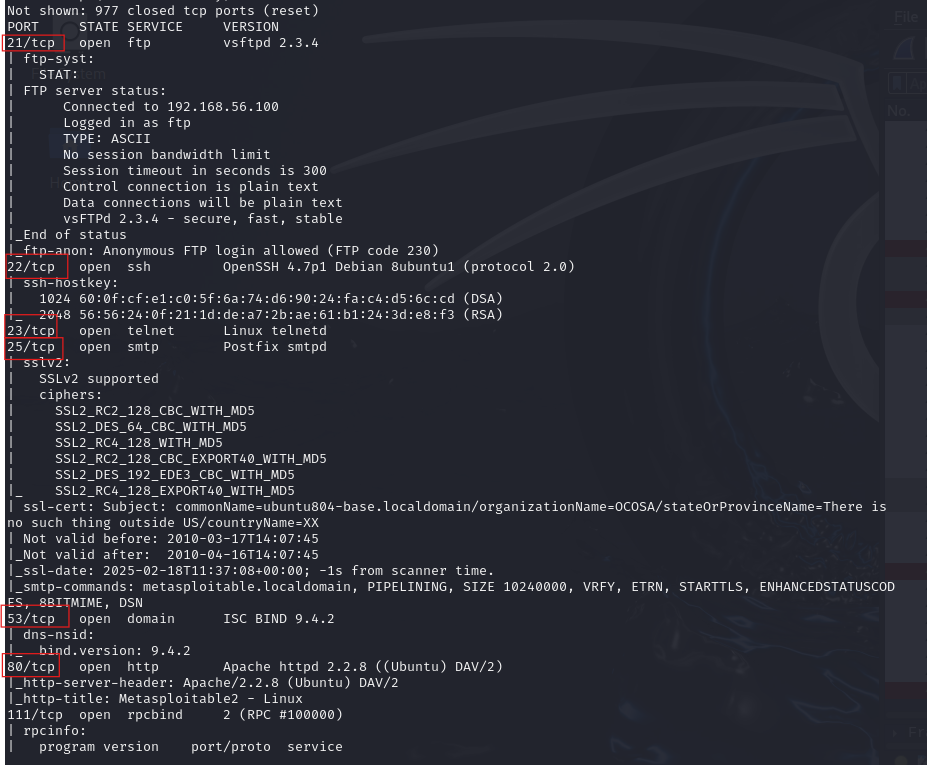 Not shown: 977 closed tcp ports (reset)
PORT     STATE SERVICE     VERSION
21/tcp   open  ftp         vsftpd 2.3.4
| ftp-syst:
|   STAT:
| FTP server status:
|      Connected to 192.168.56.100
|      Logged in as ftp
|      TYPE: ASCII
|      No session bandwidth limit
|      Session timeout in seconds is 300
|      Control connection is plain text
|      Data connections will be plain text
|      vsFTPd 2.3.4 - secure, fast, stable
|_End of status
|_ftp-anon: Anonymous FTP login allowed (FTP code 230)
22/tcp   open  ssh         OpenSSH 4.7p1 Debian 8ubuntu1 (protocol 2.0)
| ssh-hostkey:
|   1024 60:0f:cf:e1:c0:5f:6a:74:d6:90:24:fa:c4:d5:6c:cd (DSA)
|_  2048 56:56:24:0f:21:1d:de:a7:2b:ae:61:b1:24:3d:e8:f3 (RSA)
23/tcp   open  telnet      Linux telnetd
25/tcp   open  smtp        Postfix smtpd
| sslv2:
|   SSLv2 supported
|   ciphers:
|     SSL2_RC2_128_CBC_WITH_MD5
|     SSL2_DES_64_CBC_WITH_MD5
|     SSL2_RC4_128_WITH_MD5
|     SSL2_RC2_128_CBC_EXPORT40_WITH_MD5
|     SSL2_DES_192_EDE3_CBC_WITH_MD5
|_    SSL2_RC4_128_EXPORT40_WITH_MD5
| ssl-cert: Subject: commonName=ubuntu804-base.localdomain/organizationName=OCOSA/stateOrProvinceName=There is
no such thing outside US/countryName=XX
| Not valid before: 2010-03-17T14:07:45
|_Not valid after:  2010-04-16T14:07:45
|_ssl-date: 2025-02-18T11:37:08+00:00; -1s from scanner time.
|_smtp-commands: metasploitable.localdomain, PIPELINING, SIZE 10240000, VRFY, ETRN, STARTTLS, ENHANCEDSTATUSCOD
ES, 8BITMIME, DSN
53/tcp   open  domain      ISC BIND 9.4.2
| dns-nsid:
|_  bind.version: 9.4.2
80/tcp   open  http        Apache httpd 2.2.8 ((Ubuntu) DAV/2)
|_http-server-header: Apache/2.2.8 (Ubuntu) DAV/2
|_http-title: Metasploitable2 - Linux
111/tcp  open  rpcbind     2 (RPC #100000)
| rpcinfo:
|   program version    port/proto  service
File
No.